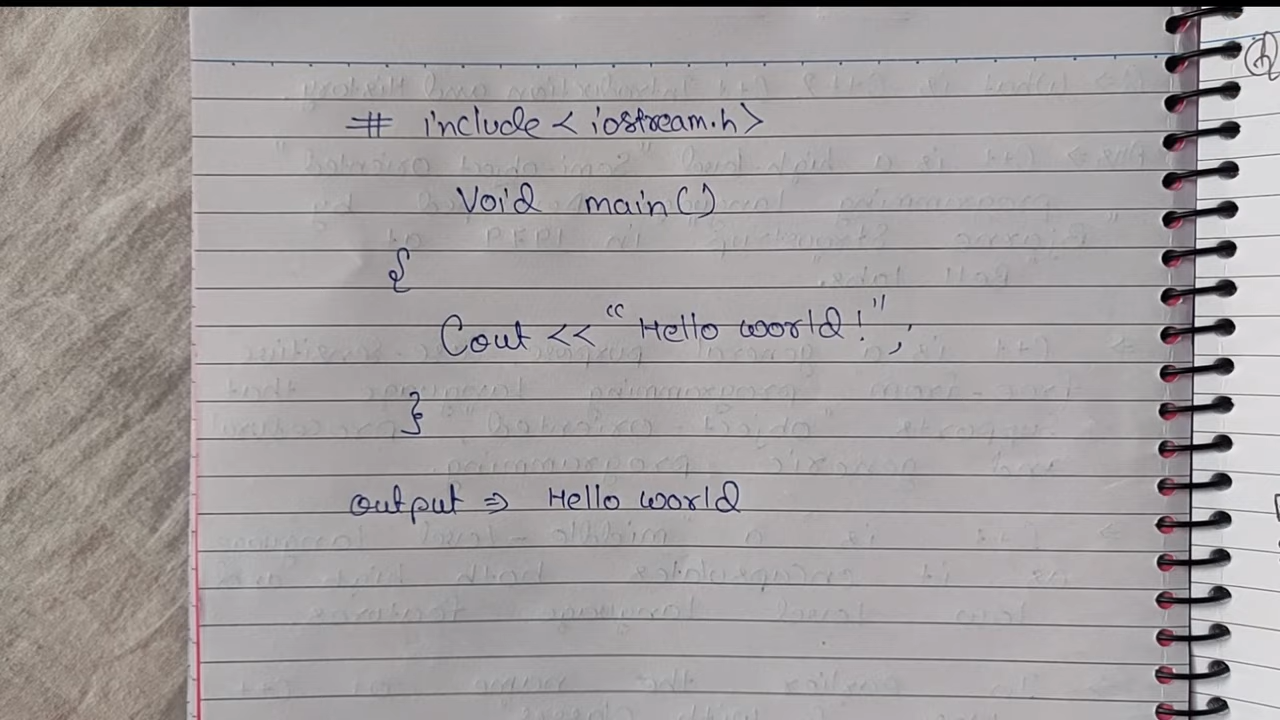 # include < iostream.h>
Void main()
{
Cout << "Hello world!";
}
output ⇒ Hello world